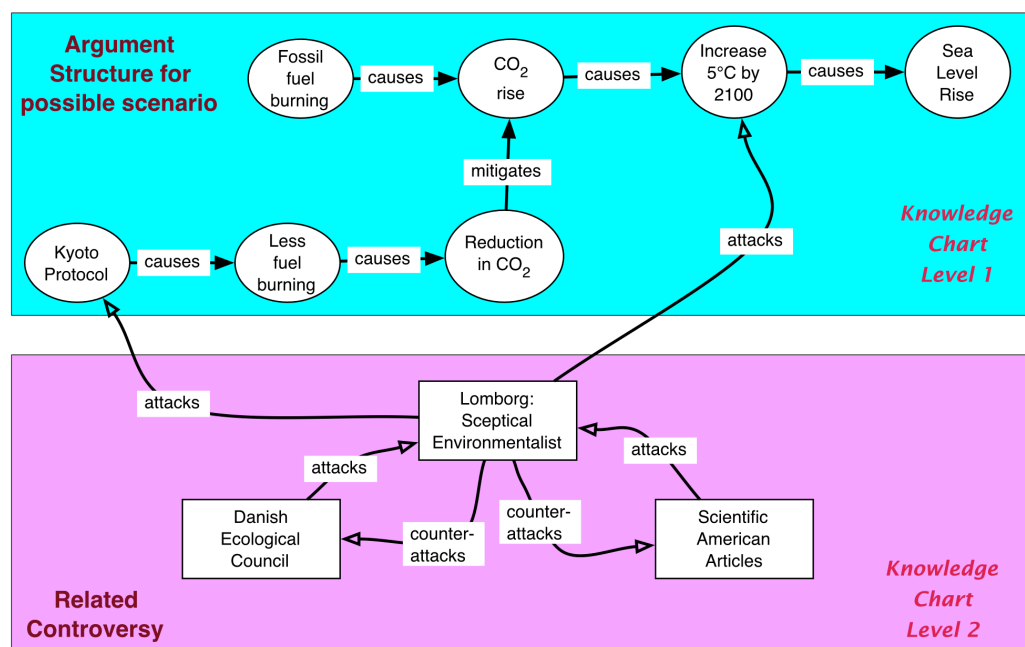 Argument
Structure for
possible scenario
Fossil
fuel
burning
causes
CO2
rise
causes
Increase
5°C by
2100
causes
Sea
Level
Rise
mitigates
Kyoto
Protocol
causes
Less
fuel
burning
causes
Reduction
in CO2
attacks
Knowledge
Chart
Level 1
attacks
Lomborg:
Sceptical
Environmentalist
attacks
attacks
Danish
Ecological
Council
counter-
attacks
counter-
attacks
Scientific
American
Articles
Related
Controversy
Knowledge
Chart
Level 2